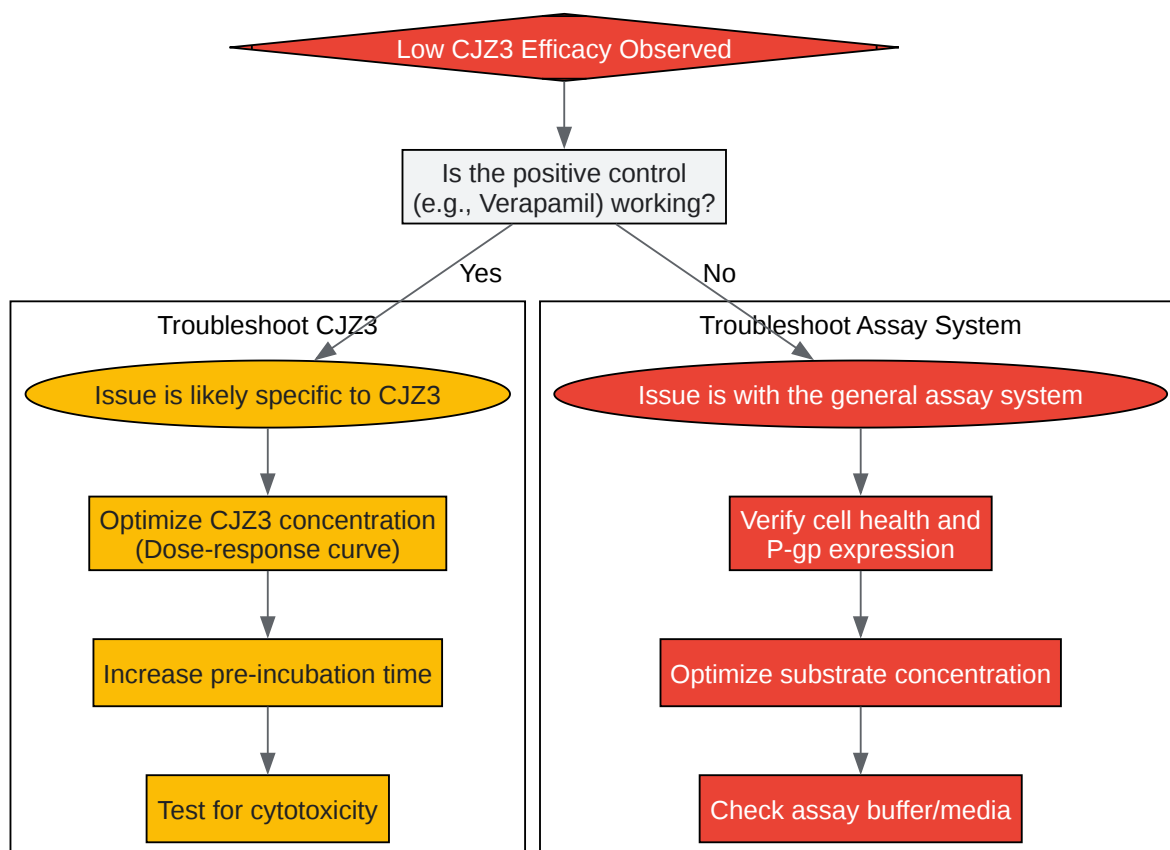 Low CJZ3 Efficacy Observed
Is the positive control
(e.g., Verapamil) working?
Yes
No
Troubleshoot CJZ3
Issue is likely specific to CJZ3
Optimize CJZ3 concentration
(Dose-response curve)
Increase pre-incubation time
Test for cytotoxicity
Troubleshoot Assay System
Issue is with the general assay system
Verify cell health and
P-gp expression
Optimize substrate concentration
Check assay buffer/media